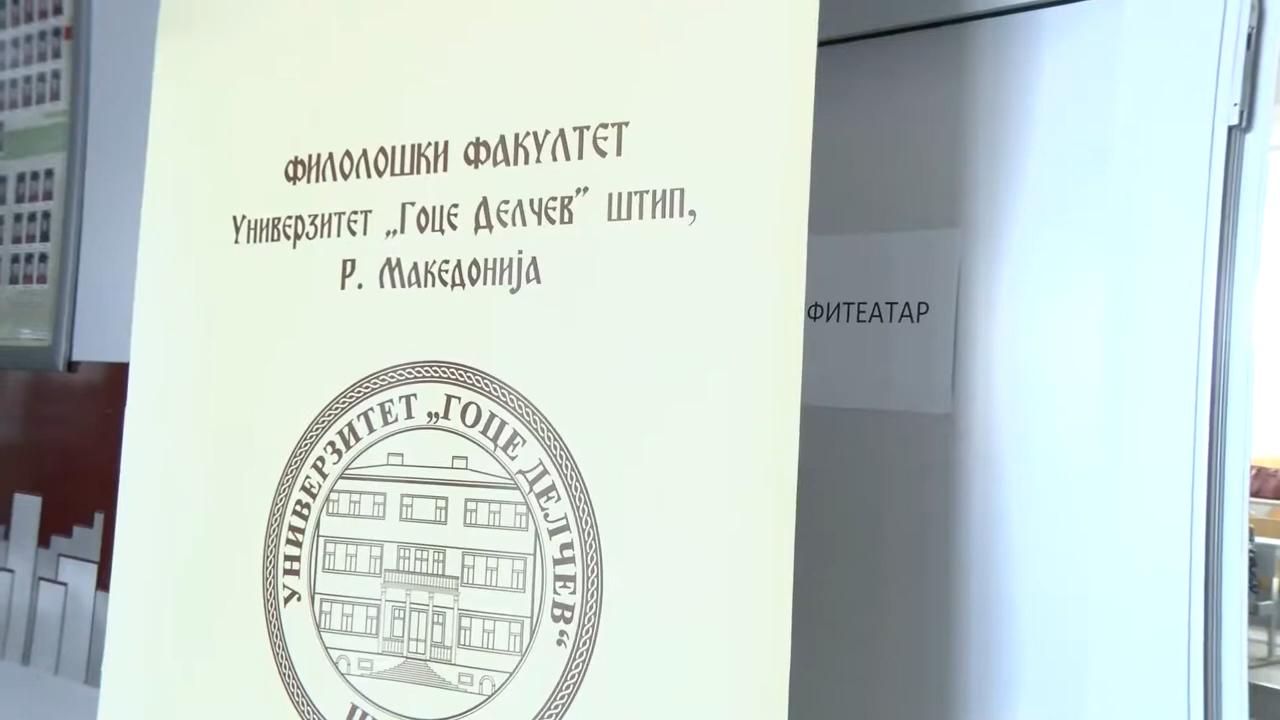 ФИЛОЛОШКИ ФАКУЛТЕТ
Универзитет „Гоце Делчев” ШТИП,
Р. Македонија
ФИТЕАТАР
УНИВЕРЗИТЕТ „ГОЦЕ ДЕЛЧЕВ“